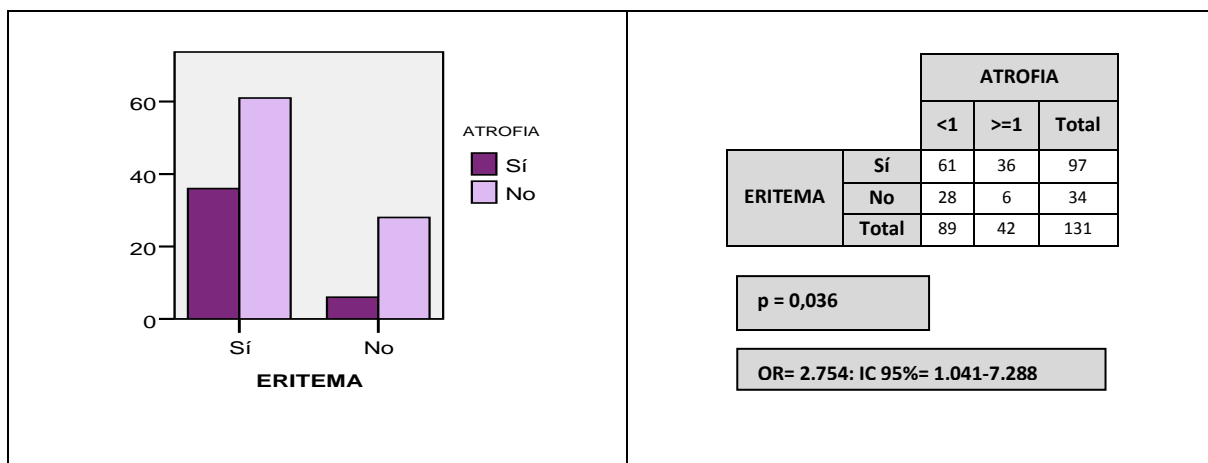 60
40
20
0
Sí
No
ERITEMA
ATROFIA
Sí
No
ATROFIA
<1 >=1 Total
ERITEMA Sí 61 36 97
No 28 6 34
Total 89 42 131
p = 0,036
OR= 2.754: IC 95%= 1.041-7.288